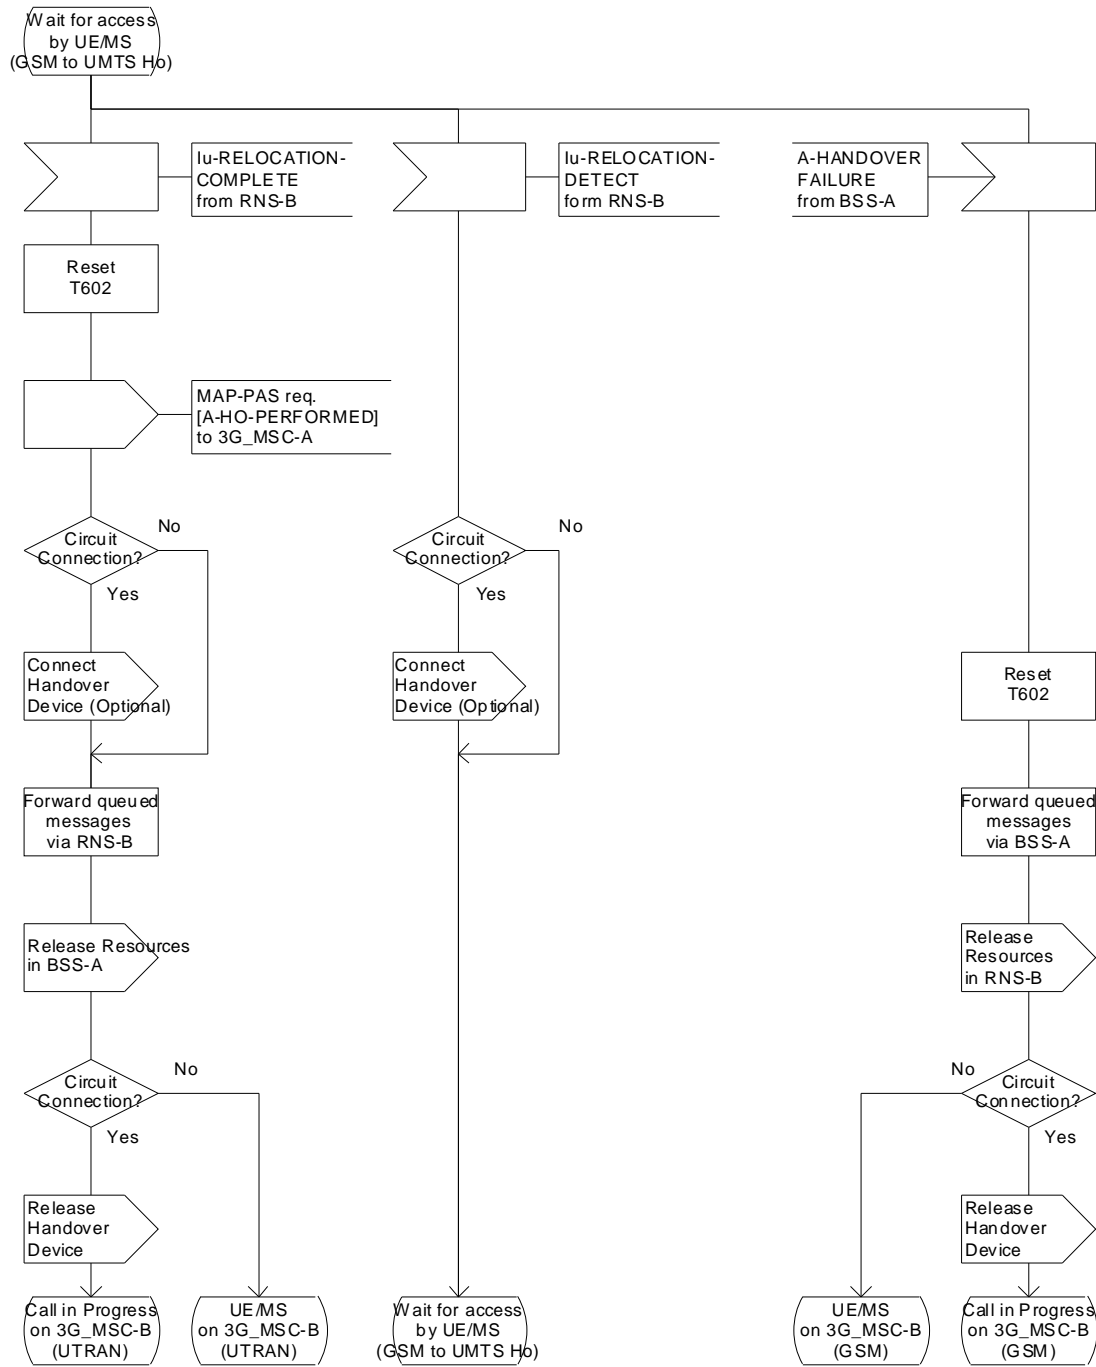 Wait for access
by UE/MS
(GSM to UMTS Ho)
Iu-RELOCATION-
COMPLETE
from RNS-B
Iu-RELOCATION-
DETECT
form RNS-B
A-HANDOVER
FAILURE
from BSS-A
Reset
T602
MAP-PAS req.
[A-HO-PERFORMED]
to 3G_MSC-A
Circuit
Connection?
No
Yes
Circuit
Connection?
No
Yes
Connect
Handover
Device (Optional)
Connect
Handover
Device (Optional)
Reset
T602
Forward queued
messages
via RNS-B
Forward queued
messages
via BSS-A
Release Resources
in BSS-A
Release
Resources
in RNS-B
Circuit
Connection?
No
Yes
No
Circuit
Connection?
Yes
Release
Handover
Device
Release
Handover
Device
Call in Progress
on 3G_MSC-B
(UTRAN)
UE/MS
on 3G_MSC-B
(UTRAN)
Wait for access
by UE/MS
(GSM to UMTS Ho)
UE/MS
on 3G_MSC-B
(GSM)
Call in Progress
on 3G_MSC-B
(GSM)